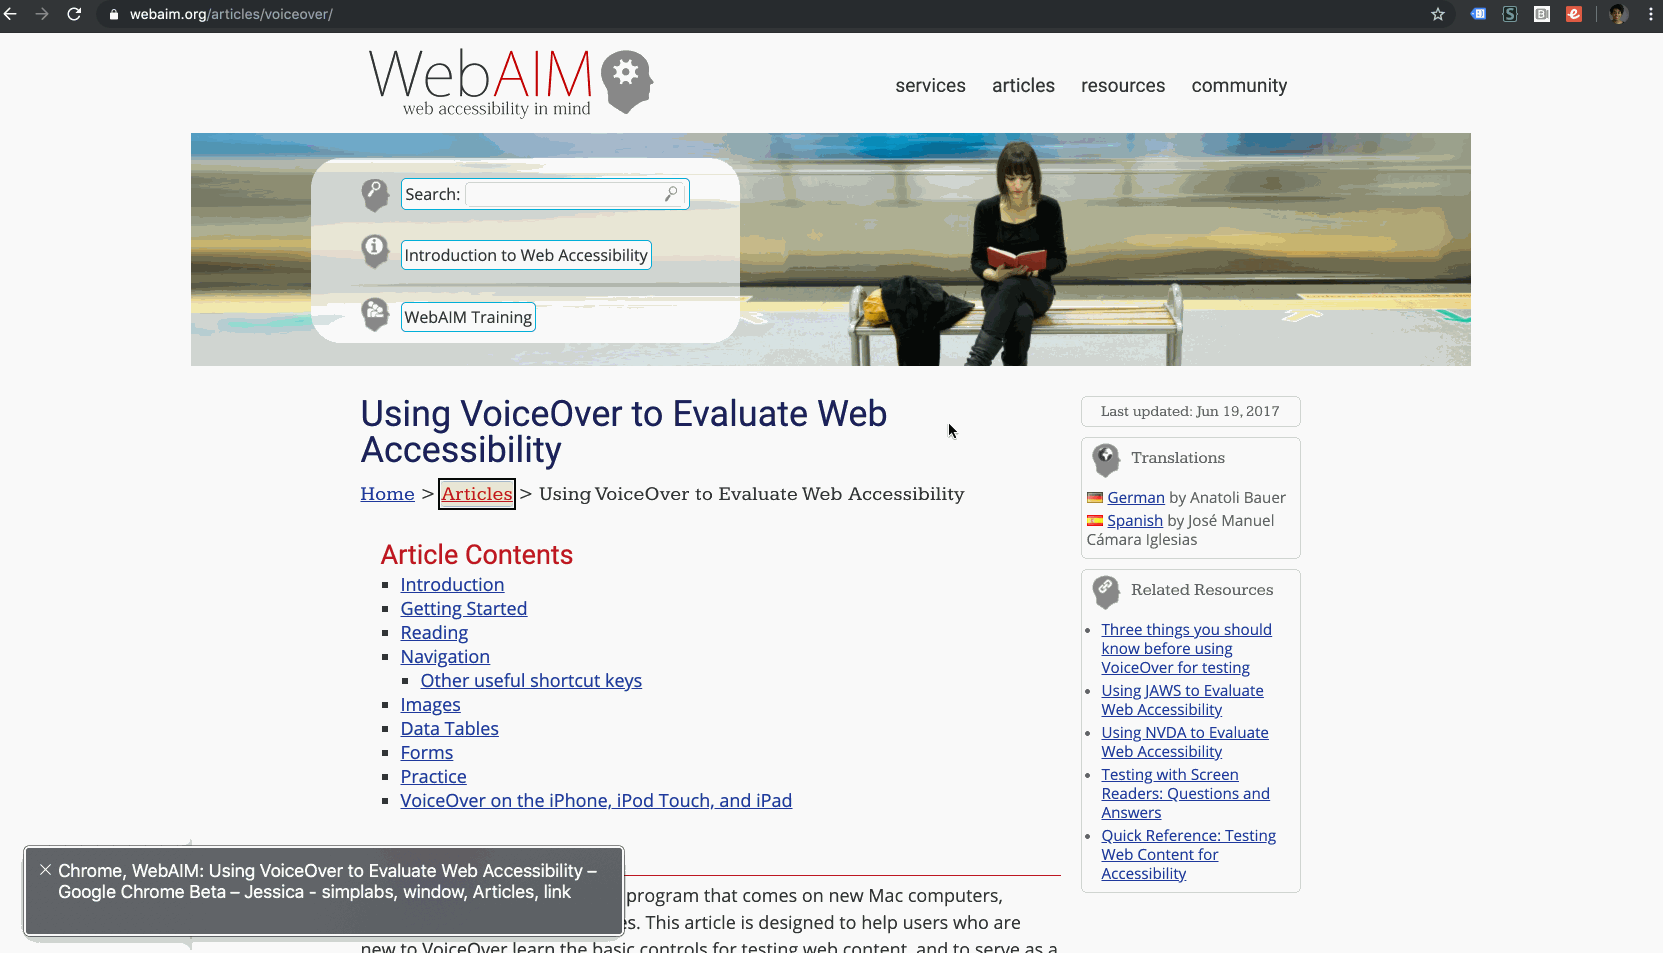 webaim.org/articles/voiceover/
WebAIM
web accessibility in mind
services articles resources community
Search:
Introduction to Web Accessibility
WebAIM Training
Using VoiceOver to Evaluate Web
Accessibility
Home > Articles > Using VoiceOver to Evaluate Web Accessibility
Article Contents
Introduction
Getting Started
Reading
Navigation
Other useful shortcut keys
Images
Data Tables
Forms
Practice
VoiceOver on the iPhone, iPod Touch, and iPad
Last updated: Jun 19, 2017
Translations
German by Anatoli Bauer
Spanish by José Manuel
Cámara Iglesias
Related Resources
Three things you should
know before using
VoiceOver for testing
Using JAWS to Evaluate
Web Accessibility
Using NVDA to Evaluate
Web Accessibility
Testing with Screen
Readers: Questions and
Answers
Quick Reference: Testing
Web Content for
Accessibility
Chrome, WebAIM: Using VoiceOver to Evaluate Web Accessibility –
Google Chrome Beta – Jessica - simplabs, window, Articles, link
program that comes on new Mac computers,
This article is designed to help users who are
new to VoiceOver learn the basic controls for testing web content, and to serve as a